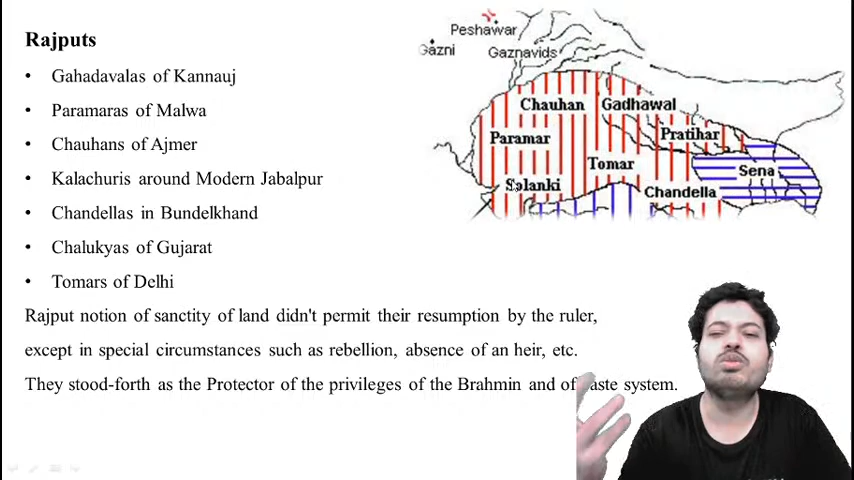 Rajputs
• Gahadavalas of Kannauj
• Paramaras of Malwa
• Chauhans of Ajmer
• Kalachuris around Modern Jabalpur
• Chandellas in Bundelkhand
• Chalukyas of Gujarat
• Tomars of Delhi
Rajput notion of sanctity of land didn't permit their resumption by the ruler,
except in special circumstances such as rebellion, absence of an heir, etc.
They stood-forth as the Protector of the privileges of the Brahmin and of caste system.
Peshawar
Gazni
Gaznavids
Chauhan
Gadhawal
Paramar
Pratihar
Tomar
Sena
Solanki
Chandella